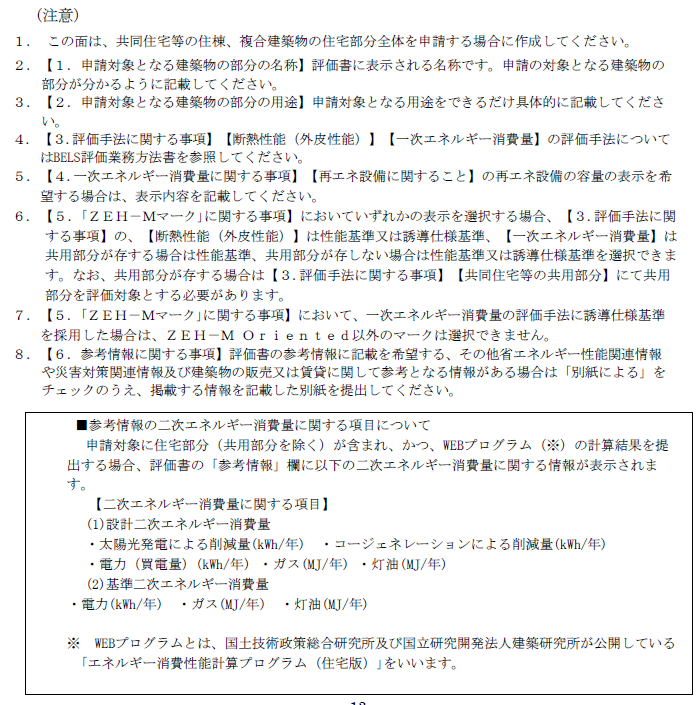 （注意）
１． この面は、共同住宅等の住棟、複合建築物の住宅部分全体を申請する場合に作成してください。
２．【１．申請対象となる建築物の部分の名称】評価書に表示される名称です。申請の対象となる建築物の
部分が分かるように記載してください。
３．【２．申請対象となる建築物の部分の用途】申請対象となる用途をできるだけ具体的に記載してくださ
い。
４．【３.評価手法に関する事項】【断熱性能（外皮性能）】【一次エネルギー消費量】の評価手法について
はBELS評価業務方法書を参照してください。
５．【４.一次エネルギー消費量に関する事項】【再エネ設備に関すること】の再エネ設備の容量の表示を希
望する場合は、表示内容を記載してください。
６．【５.「ＺＥＨ－Ｍマーク｣に関する事項】においていずれかの表示を選択する場合、【３.評価手法に関
する事項】の、【断熱性能（外皮性能）】は性能基準又は誘導仕様基準、【一次エネルギー消費量】は
共用部分が存する場合は性能基準、共用部分が存しない場合は性能基準又は誘導仕様基準を選択できま
す。なお、共用部分が存する場合は【３.評価手法に関する事項】【共同住宅等の共用部分】にて共用
部分を評価対象とする必要があります。
７．【５.「ＺＥＨ－Ｍマーク｣に関する事項】において、一次エネルギー消費量の評価手法に誘導仕様基準
を採用した場合は、ＺＥＨ－Ｍ Ｏｒｉｅｎｔｅｄ以外のマークは選択できません。
８．【６．参考情報に関する事項】評価書の参考情報に記載を希望する、その他省エネルギー性能関連情報
や災害対策関連情報及び建築物の販売又は賃貸に関して参考となる情報がある場合は「別紙による」を
チェックのうえ、掲載する情報を記載した別紙を提出してください。
■参考情報の二次エネルギー消費量に関する項目について
申請対象に住宅部分（共用部分を除く）が含まれ、かつ、WEBプログラム（※）の計算結果を提
出する場合、評価書の「参考情報」欄に以下の二次エネルギー消費量に関する情報が表示されま
す。
【二次エネルギー消費量に関する項目】
(1)設計二次エネルギー消費量
・太陽光発電による削減量(kWh/年) ・コージェネレーションによる削減量(kWh/年)
・電力（買電量）(kWh/年) ・ガス(MJ/年) ・灯油(MJ/年)
(2)基準二次エネルギー消費量
・電力(kWh/年) ・ガス(MJ/年) ・灯油(MJ/年)
※ WEBプログラムとは、国土技術政策総合研究所及び国立研究開発法人建築研究所が公開している
「エネルギー消費性能計算プログラム（住宅版）」をいいます。